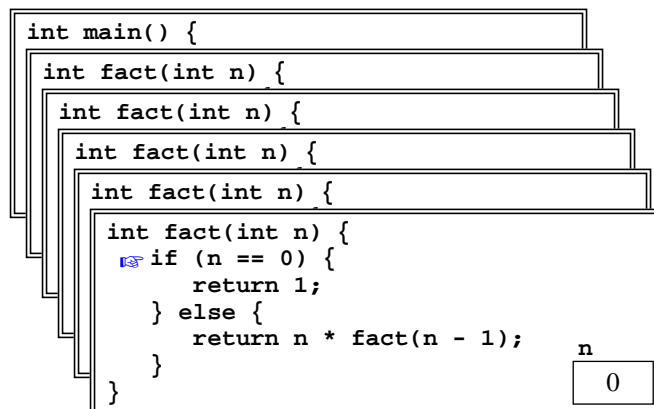 int main() {
int fact(int n) {
int fact(int n) {
int fact(int n) {
int fact(int n) {
int fact(int n) {
if (n == 0) {
return 1;
} else {
return n * fact(n - 1);
}
}
n
0